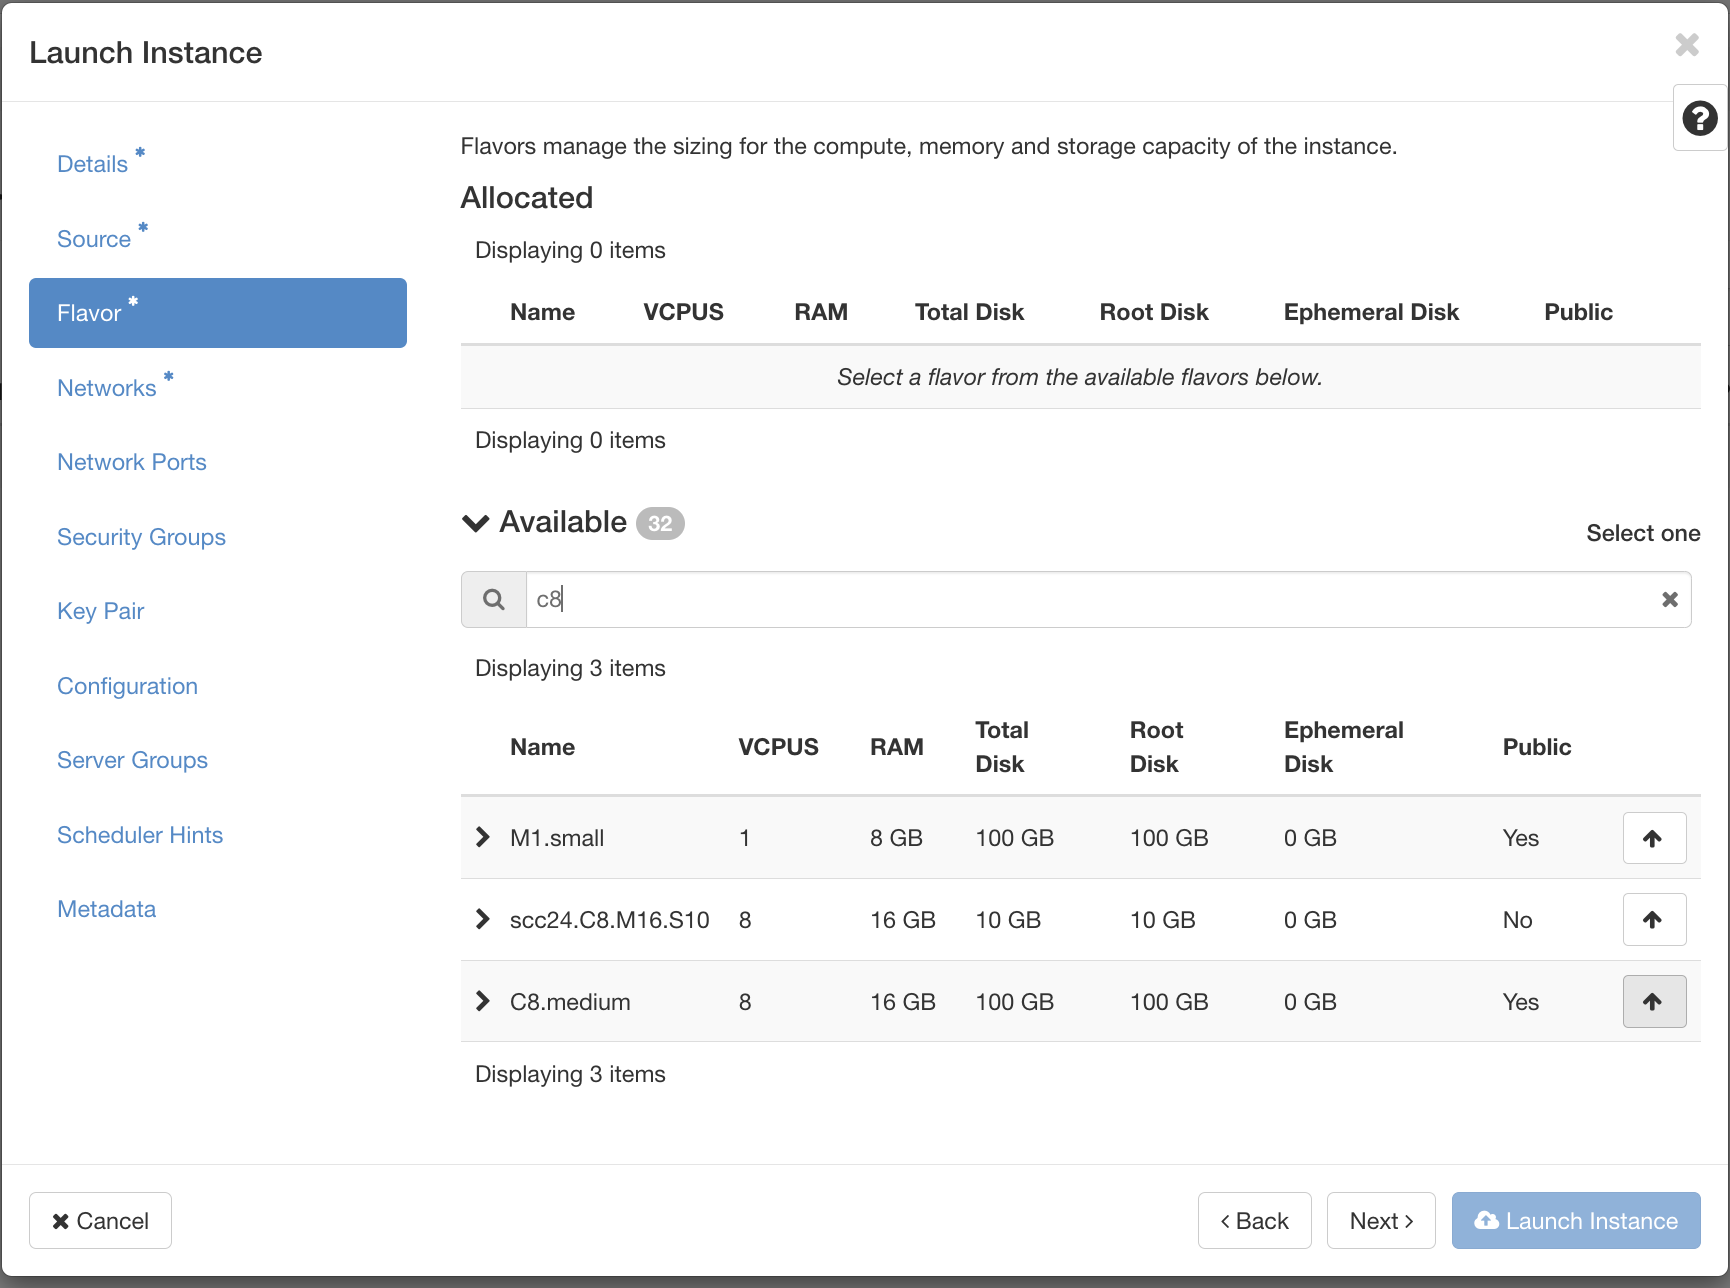 Launch Instance
Details *
Source *
Flavor *
Networks *
Network Ports
Security Groups
Key Pair
Configuration
Server Groups
Scheduler Hints
Metadata
Flavors manage the sizing for the compute, memory and storage capacity of the instance.
Allocated
Displaying 0 items
Name VCPUS RAM Total Disk Root Disk Ephemeral Disk Public
Select a flavor from the available flavors below.
Displaying 0 items
Available 32
Select one
c8
Displaying 3 items
Name VCPUS RAM Total Disk Root Disk Ephemeral Disk Public
M1.small 1 8 GB 100 GB 100 GB 0 GB Yes
scc24.C8.M16.S10 8 16 GB 10 GB 10 GB 0 GB No
C8.medium 8 16 GB 100 GB 100 GB 0 GB Yes
Displaying 3 items
Cancel
‹ Back
Next ›
Launch Instance